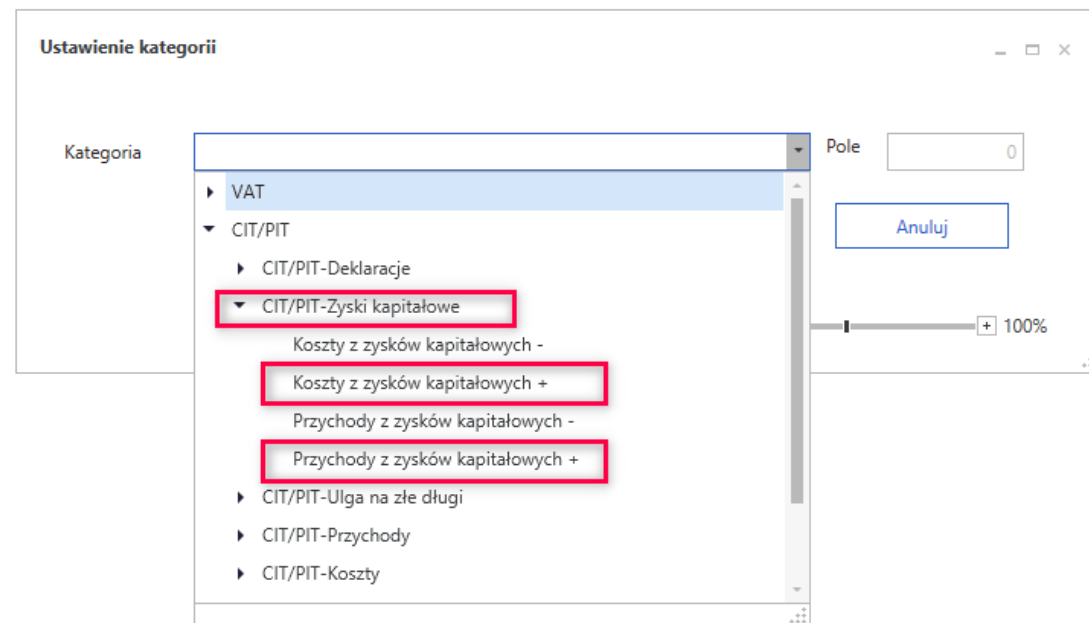 Ustawienie kategorii
Kategoria
Pole 0
VAT
CIT/PIT
Anuluj
CIT/PIT-Deklaracje
CIT/PIT-Zyski kapitałowe
+ 100%
Koszty z zysków kapitałowych -
Koszty z zysków kapitałowych +
Przychody z zysków kapitałowych -
Przychody z zysków kapitałowych +
CIT/PIT-Ulga na złe długi
CIT/PIT-Przychody
CIT/PIT-Koszty